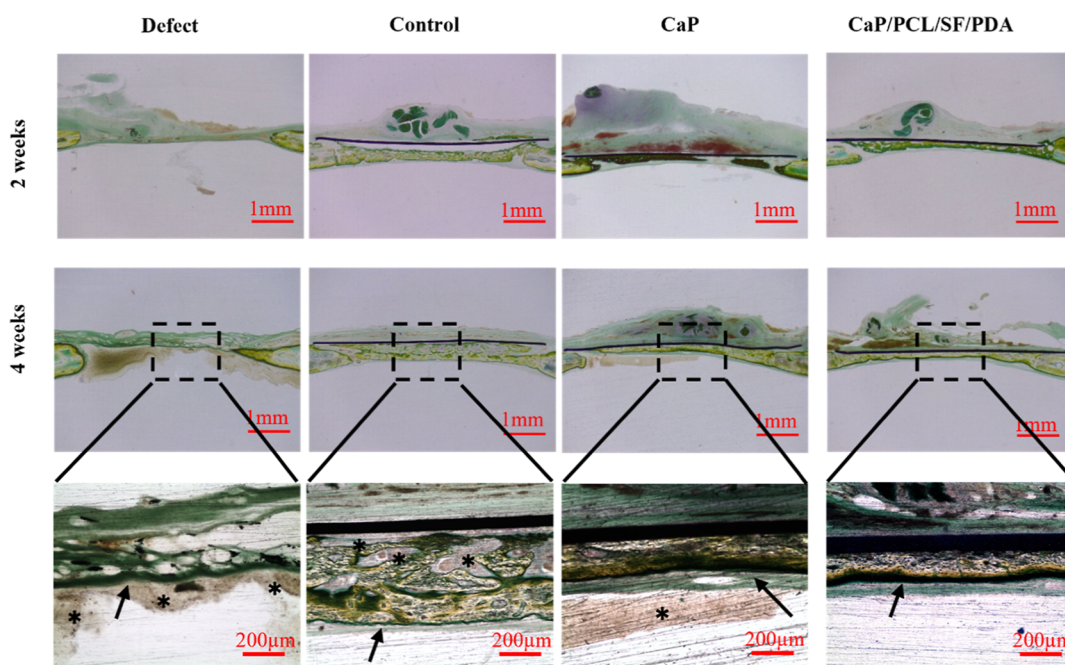 Defect Control CaP CaP/PCL/SF/PDA
2 weeks
1mm 1mm 1mm 1mm
4 weeks
1mm 1mm 1mm 1mm
* * *
* * *
*
200µm 200µm 200µm 200µm